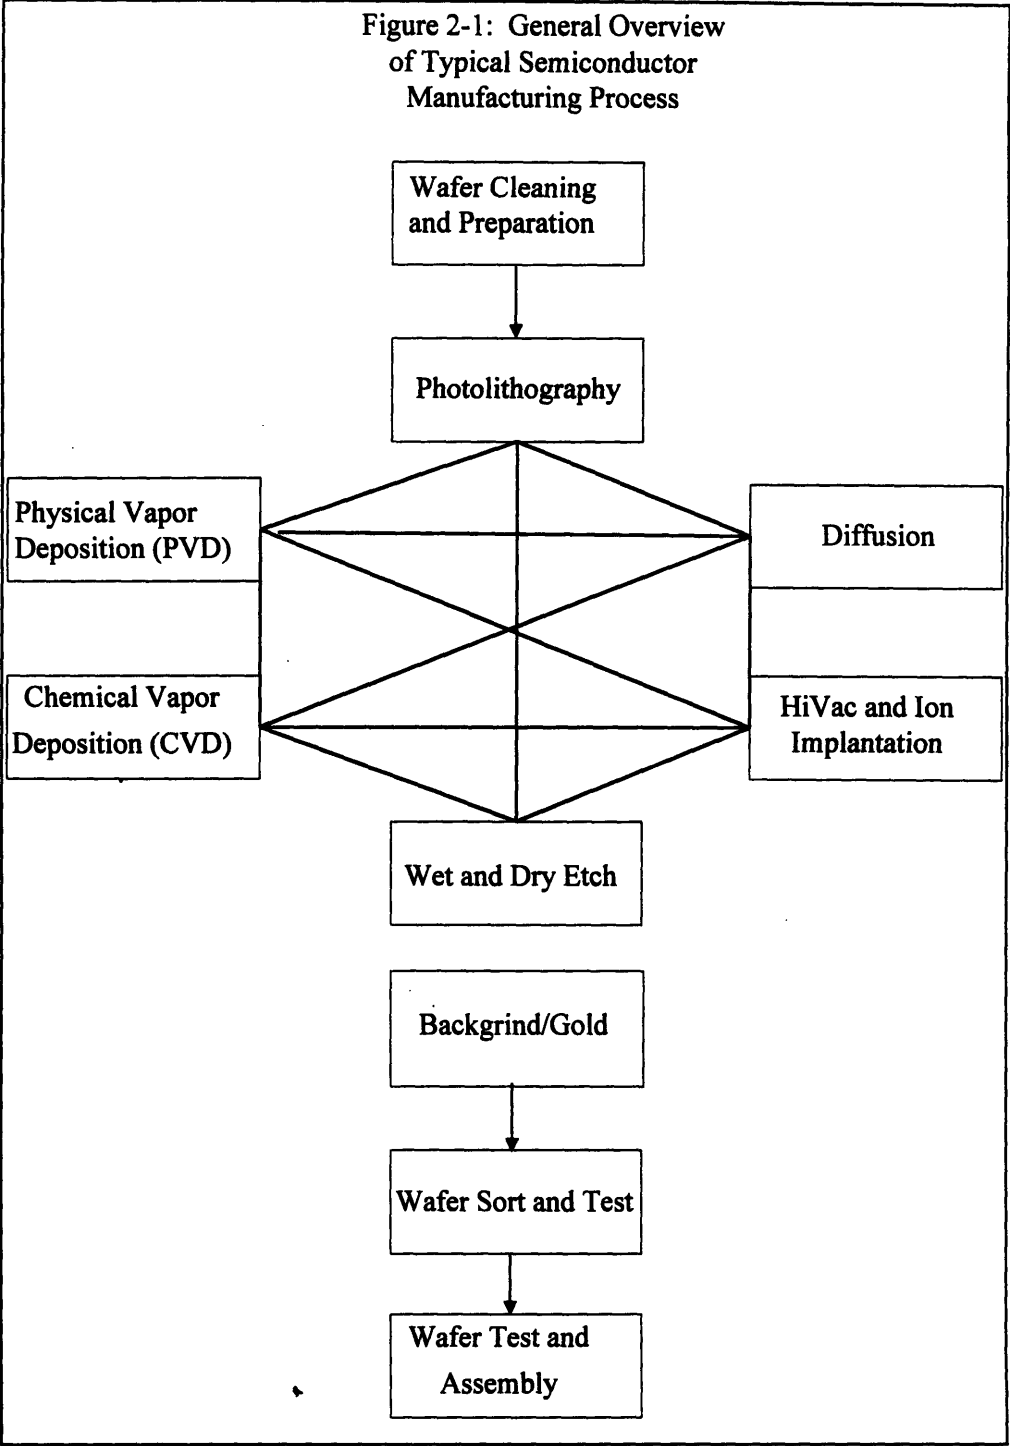 Figure 2-1: General Overview
of Typical Semiconductor
Manufacturing Process
Wafer Cleaning
and Preparation
Photolithography
Physical Vapor
Deposition (PVD)
Diffusion
Chemical Vapor
Deposition (CVD)
HiVac and Ion
Implantation
Wet and Dry Etch
Backgrind/Gold
Wafer Sort and Test
Wafer Test and
Assembly